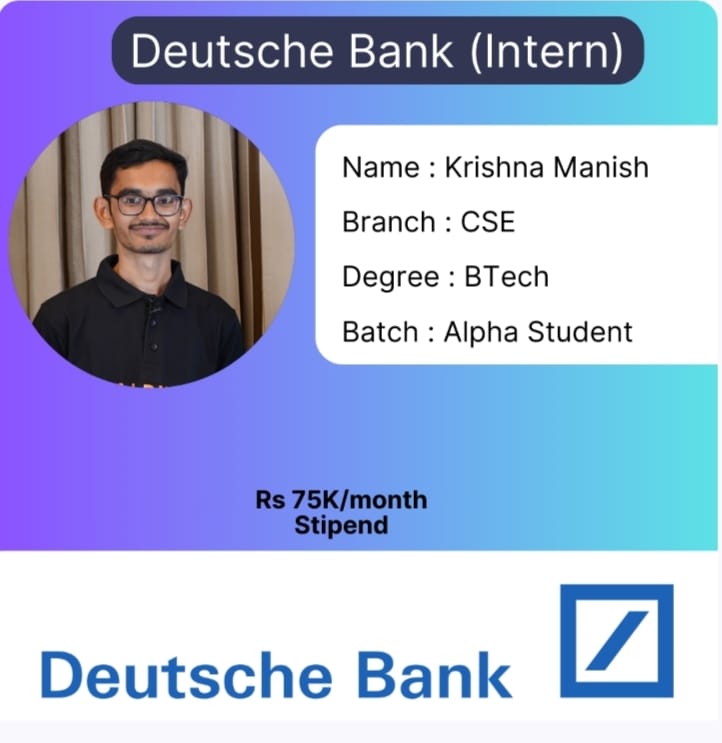 Deutsche Bank (Intern)
Name : Krishna Manish
Branch : CSE
Degree : BTech
Batch : Alpha Student
Rs 75K/month
Stipend
Deutsche Bank